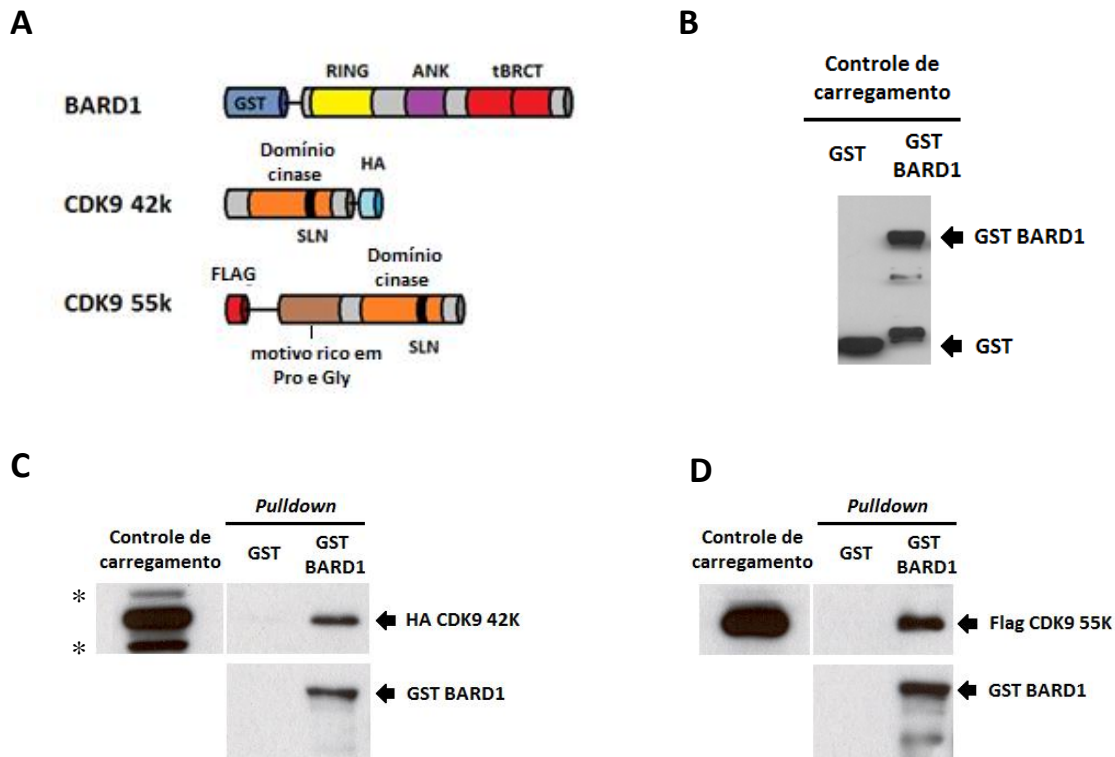 A
RING
ANK
tBRCT
BARD1
GST
Domínio
cinase
HA
CDK9 42k
SLN
Domínio
cinase
FLAG
CDK9 55k
motivo rico em
Pro e Gly
SLN
B
Controle de
carregamento
GST
GST
BARD1
GST BARD1
GST
C
Pulldown
Controle de
carregamento
GST
GST
BARD1
*
HA CDK9 42K
*
GST BARD1
D
Pulldown
Controle de
carregamento
GST
GST
BARD1
Flag CDK9 55K
GST BARD1